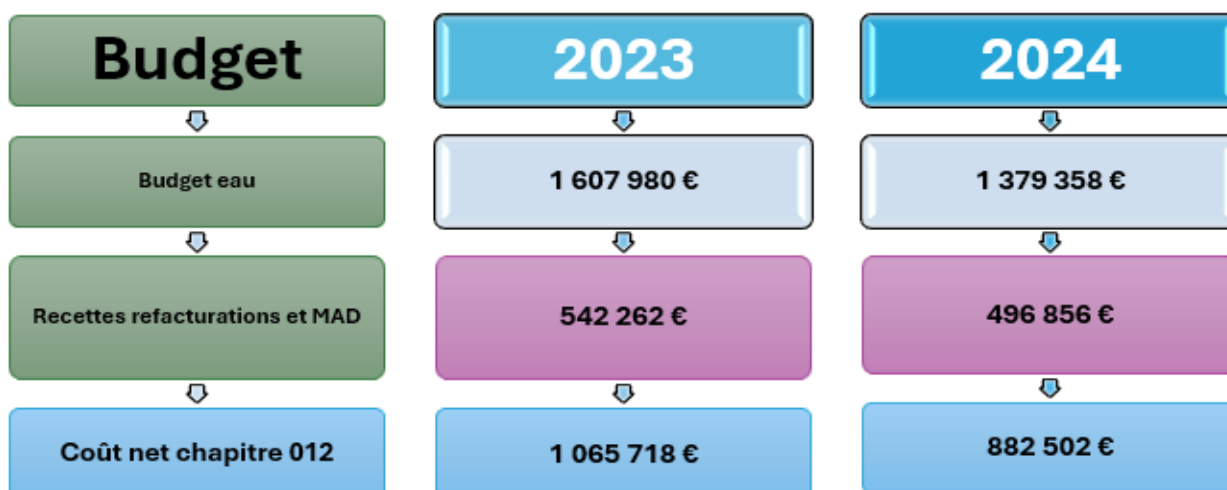 Budget 2023 2024
Budget eau 1 607 980 € 1 379 358 €
Recettes refacturations et MAD 542 262 € 496 856 €
Coût net chapitre 012 1 065 718 € 882 502 €